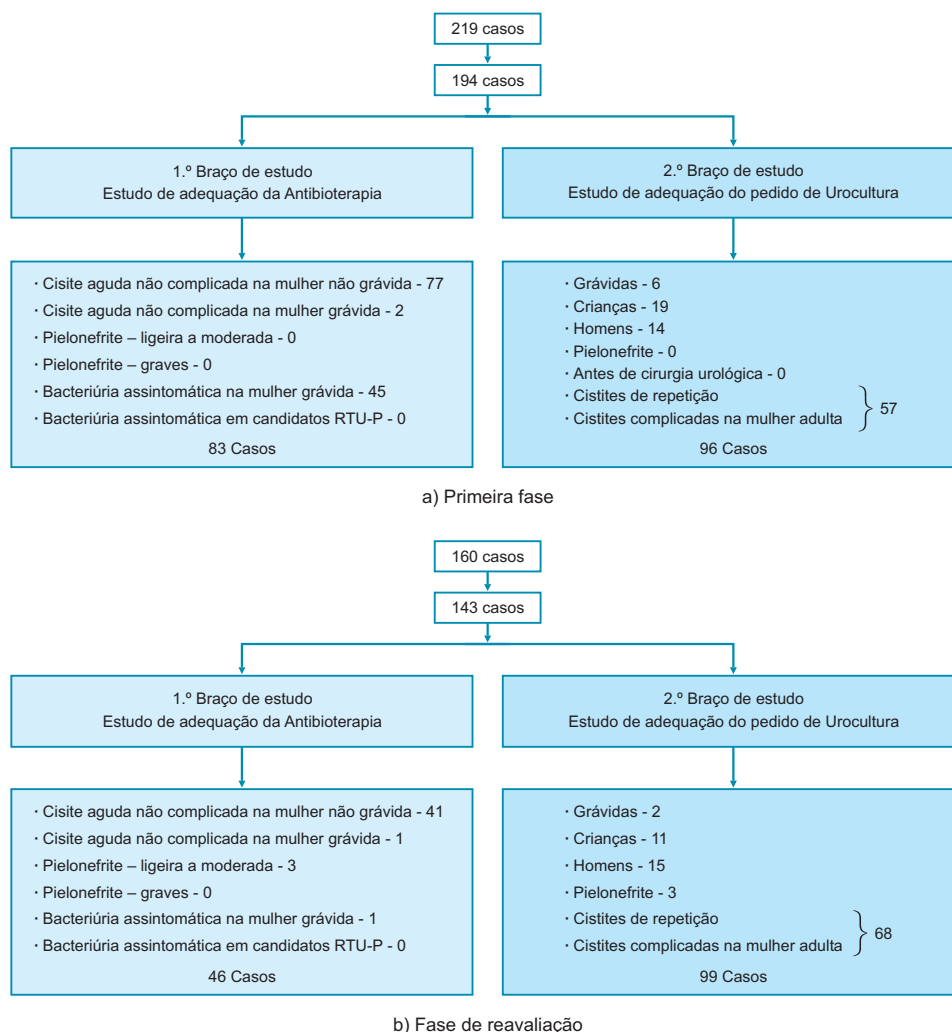 219 casos
194 casos
1.º Braço de estudo
Estudo de adequação da Antibioterapia
2.º Braço de estudo
Estudo de adequação do pedido de Urocultura
· Cisite aguda não complicada na mulher não grávida - 77
· Cisite aguda não complicada na mulher grávida - 2
· Pielonefrite – ligeira a moderada - 0
· Pielonefrite – graves - 0
· Bacteriúria assintomática na mulher grávida - 45
· Bacteriúria assintomática em candidatos RTU-P - 0
83 Casos
· Grávidas - 6
· Crianças - 19
· Homens - 14
· Pielonefrite - 0
· Antes de cirurgia urológica - 0
· Cistites de repetição
· Cistites complicadas na mulher adulta
57
96 Casos
a) Primeira fase
160 casos
143 casos
1.º Braço de estudo
Estudo de adequação da Antibioterapia
2.º Braço de estudo
Estudo de adequação do pedido de Urocultura
· Cisite aguda não complicada na mulher não grávida - 41
· Cisite aguda não complicada na mulher grávida - 1
· Pielonefrite – ligeira a moderada - 3
· Pielonefrite – graves - 0
· Bacteriúria assintomática na mulher grávida - 1
· Bacteriúria assintomática em candidatos RTU-P - 0
46 Casos
· Grávidas - 2
· Crianças - 11
· Homens - 15
· Pielonefrite - 3
· Cistites de repetição
· Cistites complicadas na mulher adulta
68
99 Casos
b) Fase de reavaliação